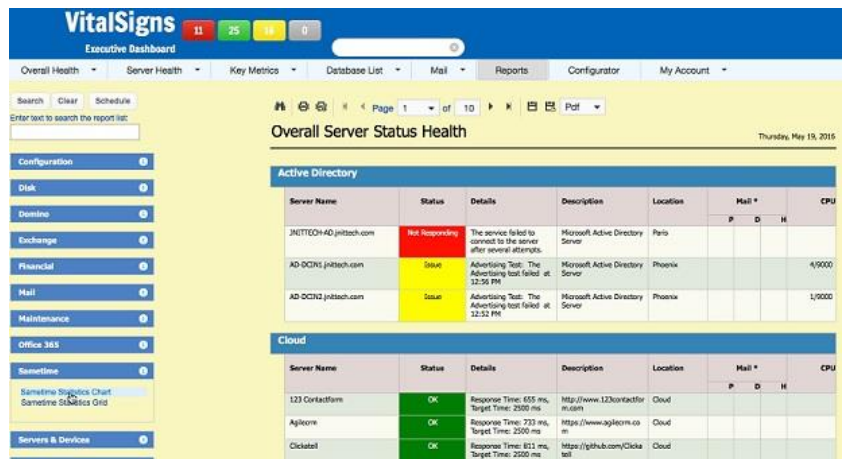 VitalSigns 11 25 16 0
Executive Dashboard
Overall Health Server Health Key Metrics Database List Mail Reports Configurator My Account
Search Clear Schedule
Enter text to search the report list:
Page 1 of 10 Pdf
Overall Server Status Health
Thursday, May 19, 2016
Configuration
Disk
Domino
Exchange
Financial
Mail
Maintenance
Office 365
Sametime
Sametime Statistics Chart
Sametime Statistics Grid
Servers & Devices
Active Directory
Server Name Status Details Description Location Mail * CPU
P D H
JNITTECH-AD.jnittech.com Not Responding The service failed to Microsoft Active Directory Paris
connect to the server Server
after several attempts.
AD-DCIN1.jnittech.com Issue Advertising Test: The Microsoft Active Directory Phoenix 4/9000
Advertising test failed at Server
12:56 PM
AD-DCIN2.jnittech.com Issue Advertising Test: The Microsoft Active Directory Phoenix 1/9000
Advertising test failed at Server
12:52 PM
Cloud
Server Name Status Details Description Location Mail * CPU
P D H
123 Contactform OK Response Time: 655 ms, http://www.123contactfor Cloud
Target Time: 2500 ms m.com
Agilecrm OK Response Time: 733 ms, https://www.agilecrm.co Cloud
Target Time: 2500 ms m
Clickatell OK Response Time: 811 ms, https://github.com/Clicka Cloud
Target Time: 2500 ms tell